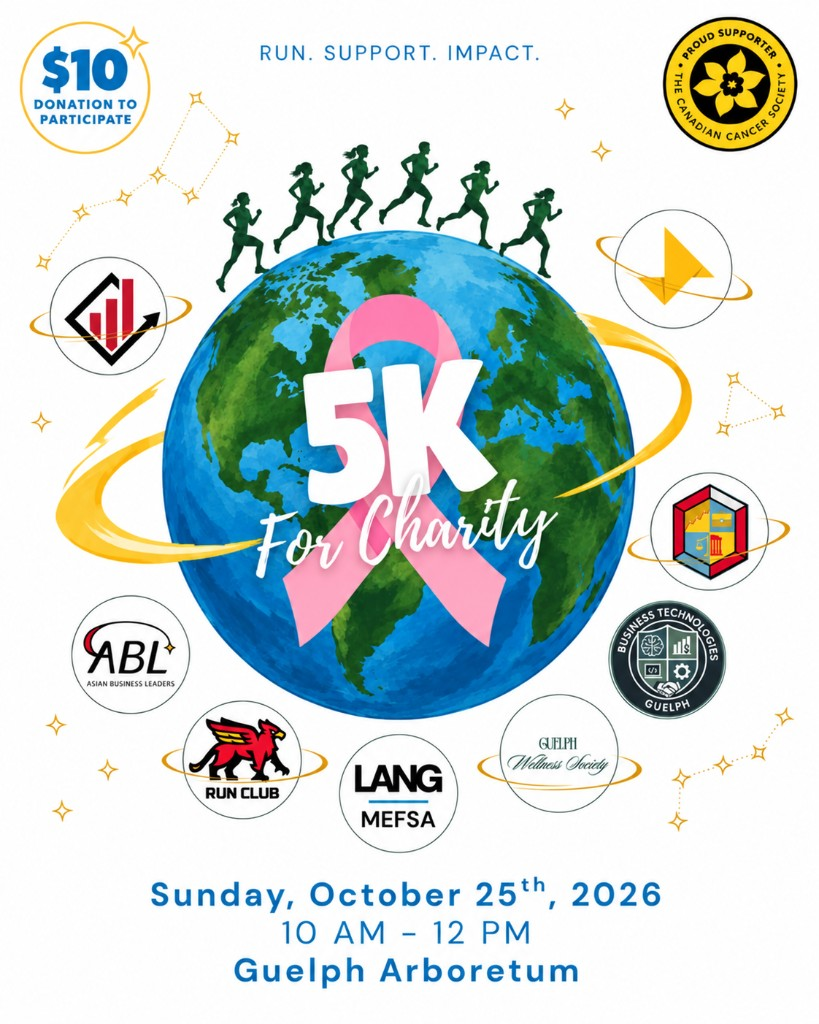 $10
DONATION TO
PARTICIPATE
RUN. SUPPORT. IMPACT.
PROUD SUPPORTER
• THE CANADIAN CANCER SOCIETY •
5K
For Charity
ABL
ASIAN BUSINESS LEADERS
BUSINESS TECHNOLOGIES
GUELPH
RUN CLUB
LANG
MEFSA
GUELPH
Wellness Society
Sunday, October 25th, 2026
10 AM – 12 PM
Guelph Arboretum